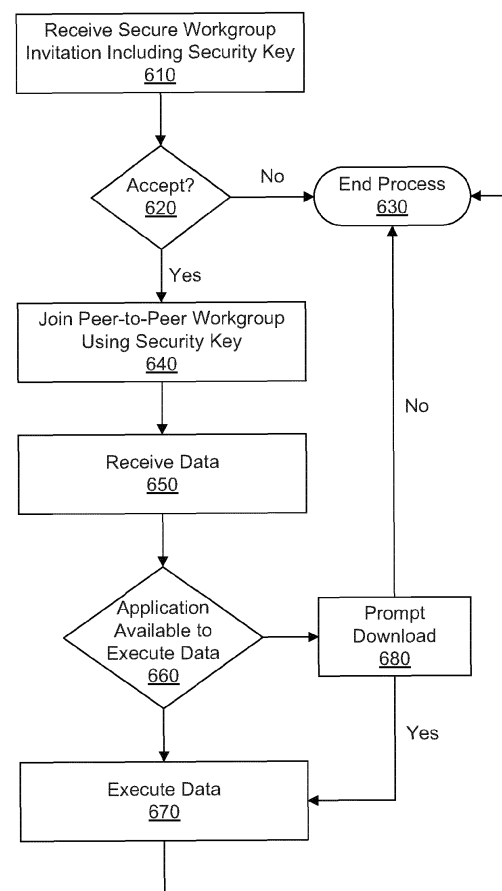 Receive Secure Workgroup
Invitation Including Security Key
610
Accept?
620
No
End Process
630
Yes
Join Peer-to-Peer Workgroup
Using Security Key
640
No
Receive Data
650
Application
Available to
Execute Data
660
Prompt
Download
680
Yes
Execute Data
670